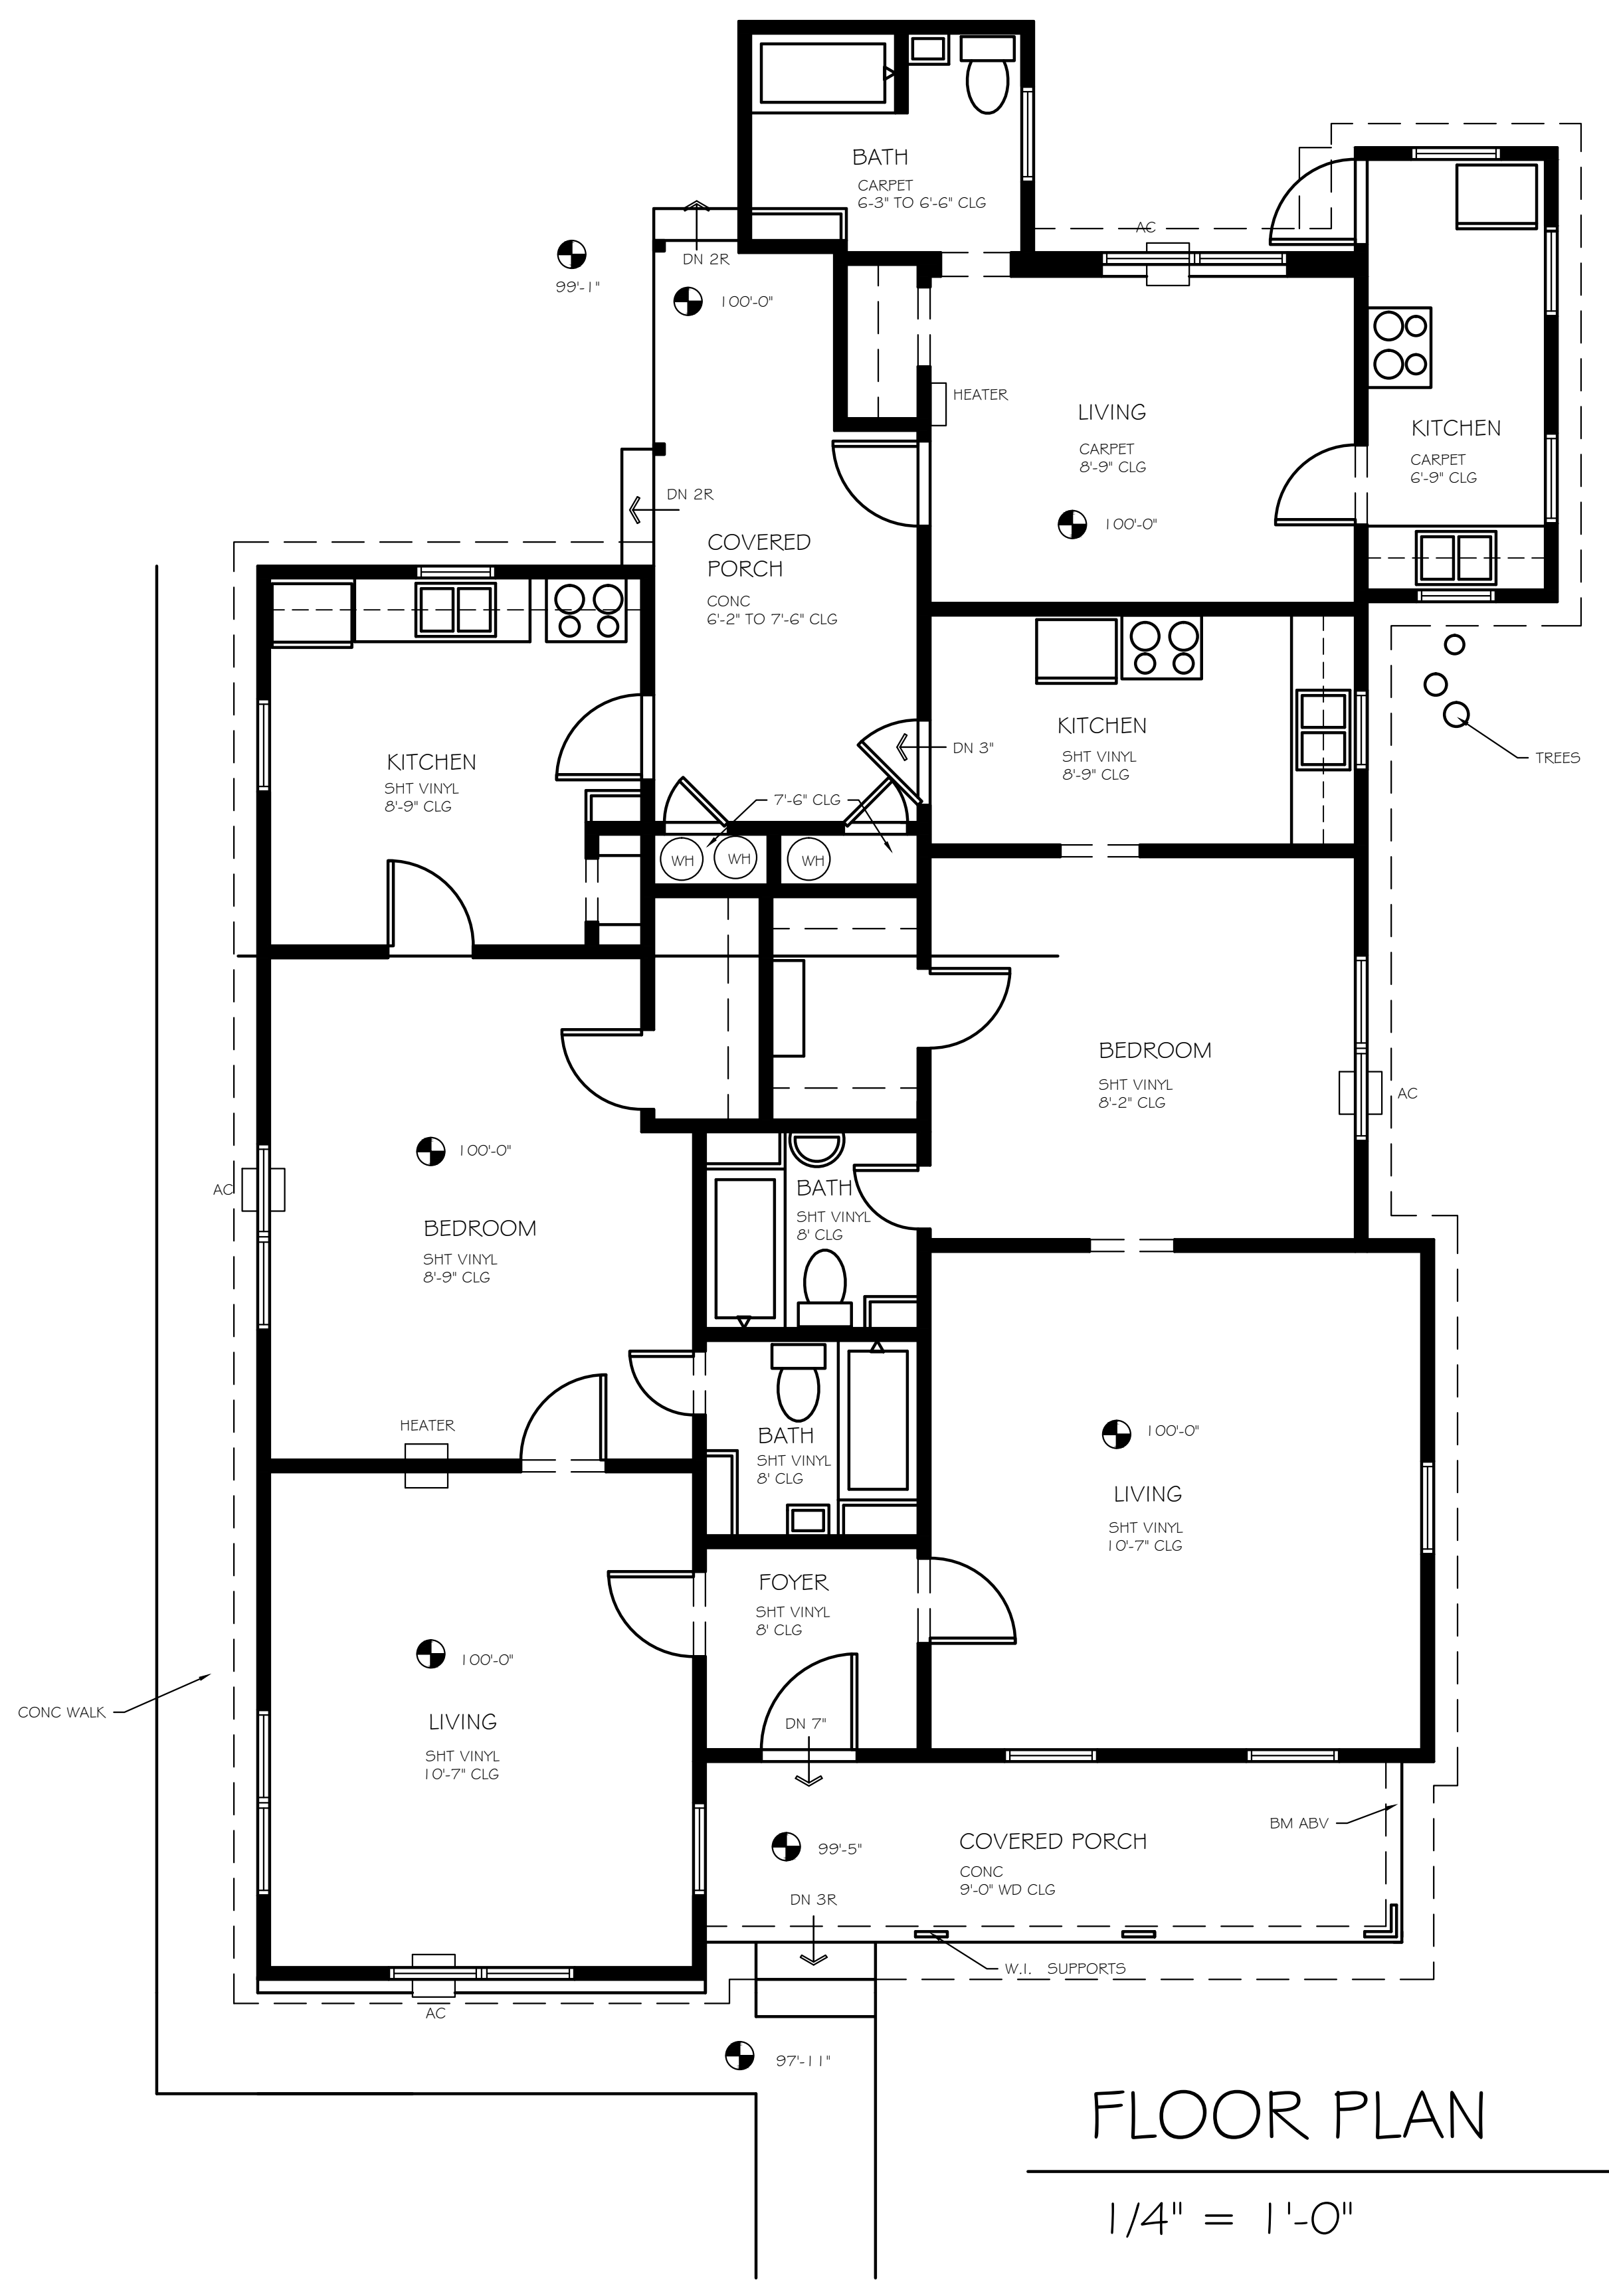 BATH
CARPET
6-3" TO 6'-6" CLG
AC
DN 2R
99'-1"
100'-0"
HEATER
LIVING
CARPET
8'-9" CLG
KITCHEN
CARPET
6'-9" CLG
DN 2R
100'-0"
COVERED
PORCH
CONC
6'-2" TO 7'-6" CLG
KITCHEN
SHT VINYL
8'-9" CLG
DN 3"
TREES
KITCHEN
SHT VINYL
8'-9" CLG
7'-6" CLG
WH
WH
WH
BEDROOM
SHT VINYL
8'-2" CLG
AC
100'-0"
AC
BATH
SHT VINYL
8' CLG
BEDROOM
SHT VINYL
8'-9" CLG
HEATER
BATH
SHT VINYL
8' CLG
100'-0"
LIVING
SHT VINYL
10'-7" CLG
FOYER
SHT VINYL
8' CLG
100'-0"
CONC WALK
LIVING
SHT VINYL
10'-7" CLG
DN 7"
BM ABV
99'-5"
COVERED PORCH
CONC
9'-0" WD CLG
DN 3R
W.I. SUPPORTS
AC
97'-11"
FLOOR PLAN
1/4" = 1'-0"